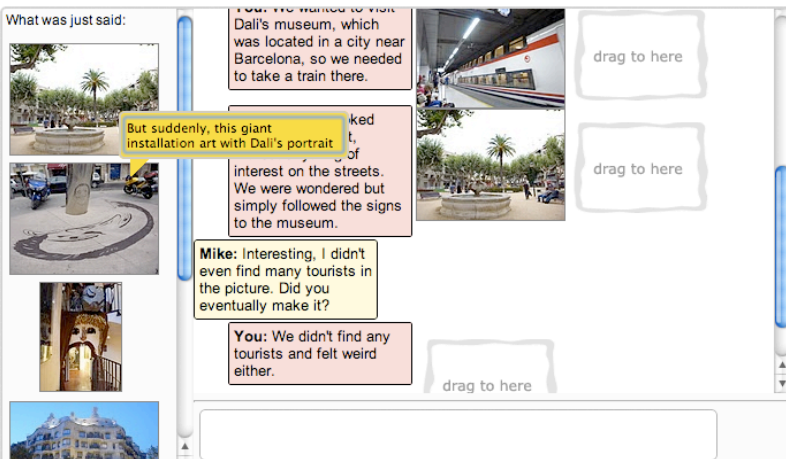 What was just said:
You: We wanted to visit
Dali's museum, which
was located in a city near
Barcelona, so we needed
to take a train there.
drag to here
But suddenly, this giant
installation art with Dali's portrait
interest on the streets.
We were wondered but
simply followed the signs
to the museum.
drag to here
Mike: Interesting, I didn't
even find many tourists in
the picture. Did you
eventually make it?
You: We didn't find any
tourists and felt weird
either.
drag to here